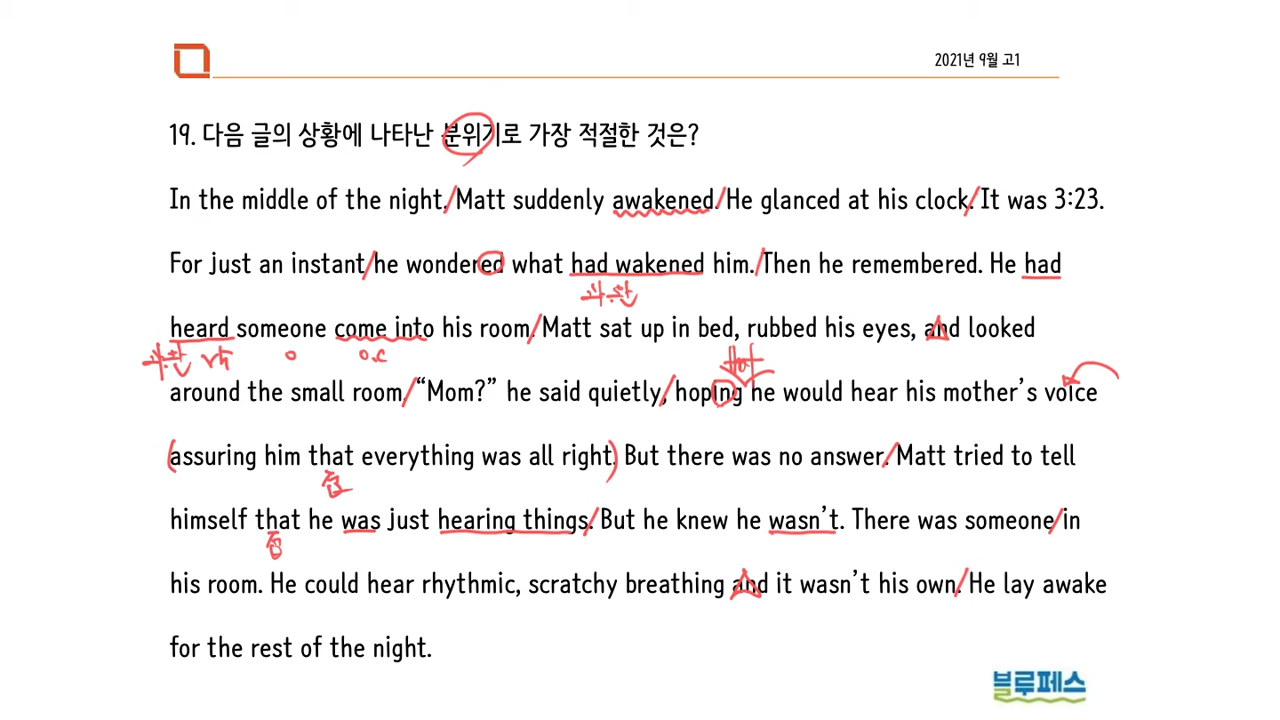 2021년 9월 고1
19. 다음 글의 상황에 나타난 분위기로 가장 적절한 것은?
In the middle of the night, Matt suddenly awakened. He glanced at his clock. It was 3:23.
For just an instant he wondered what had wakened him. Then he remembered. He had
과·완
heard someone come into his room. Matt sat up in bed, rubbed his eyes, and looked
과·완 지V O O.C
around the small room. “Mom?” he said quietly, hoping he would hear his mother’s voice
assuring him that everything was all right. But there was no answer. Matt tried to tell
접
himself that he was just hearing things. But he knew he wasn’t. There was someone in
접
his room. He could hear rhythmic, scratchy breathing and it wasn’t his own. He lay awake
for the rest of the night.
블루페스